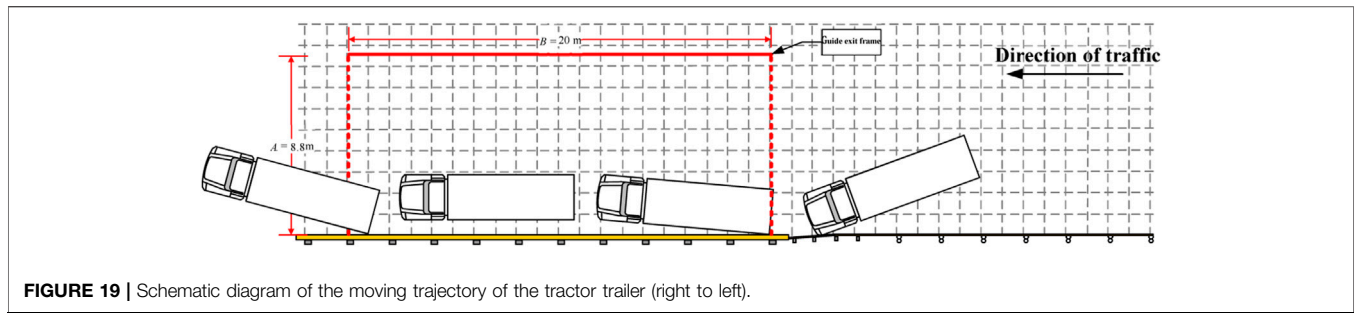 B = 20 m
Guide exit frame
Direction of traffic
A = 8.8m
FIGURE 19 | Schematic diagram of the moving trajectory of the tractor trailer (right to left).